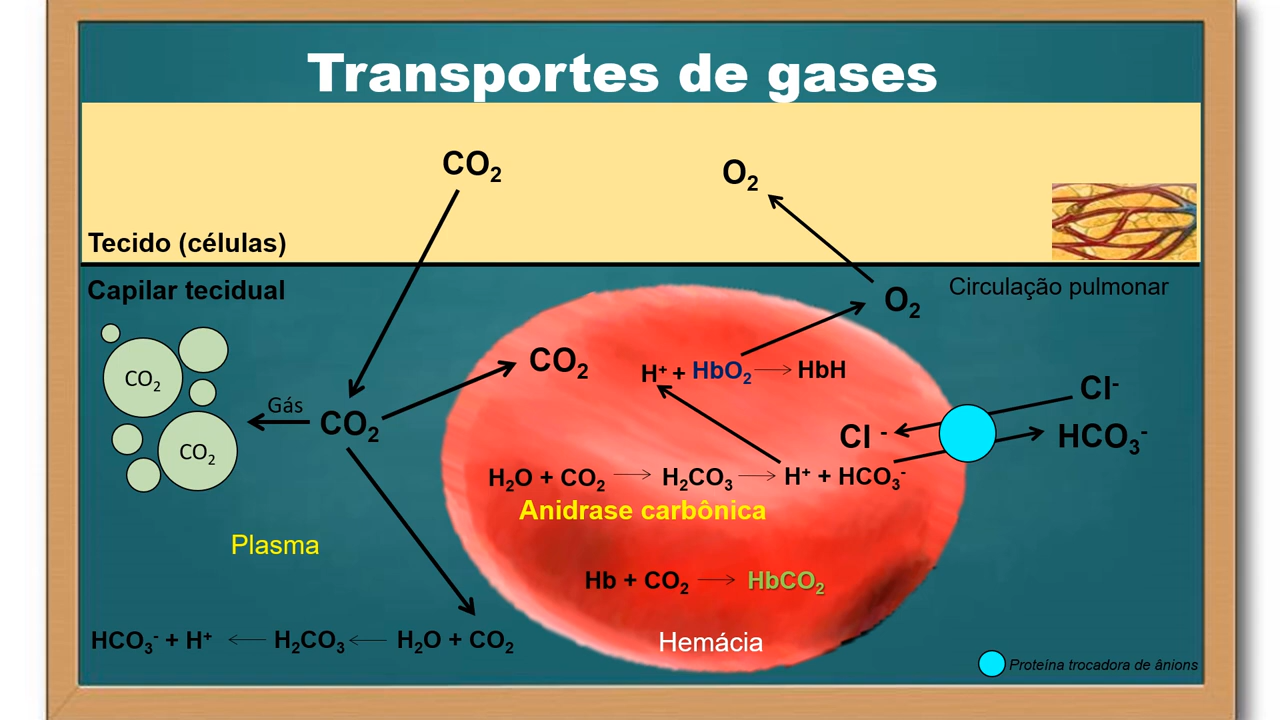 Transportes de gases
CO₂
O₂
Tecido (células)
Capilar tecidual
Circulação pulmonar
O₂
CO₂
CO₂
H⁺ + HbO₂ → HbH
Gás
CO₂
Cl⁻
Cl ⁻
HCO₃⁻
CO₂
H₂O + CO₂ → H₂CO₃ → H⁺ + HCO₃⁻
Anidrase carbônica
Plasma
Hb + CO₂ → HbCO₂
HCO₃⁻ + H⁺ ← H₂CO₃ ← H₂O + CO₂
Hemácia
Proteína trocadora de ânions